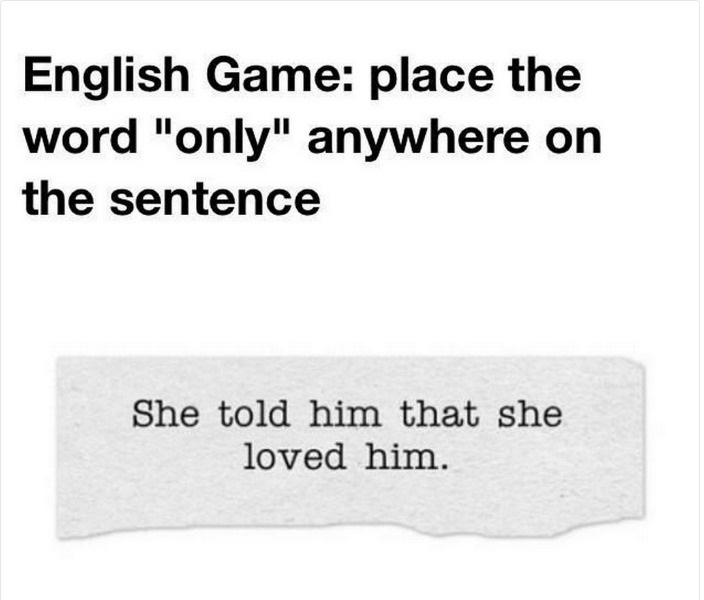 English Game: place the
word "only" anywhere on
the sentence
She told him that she
loved him.